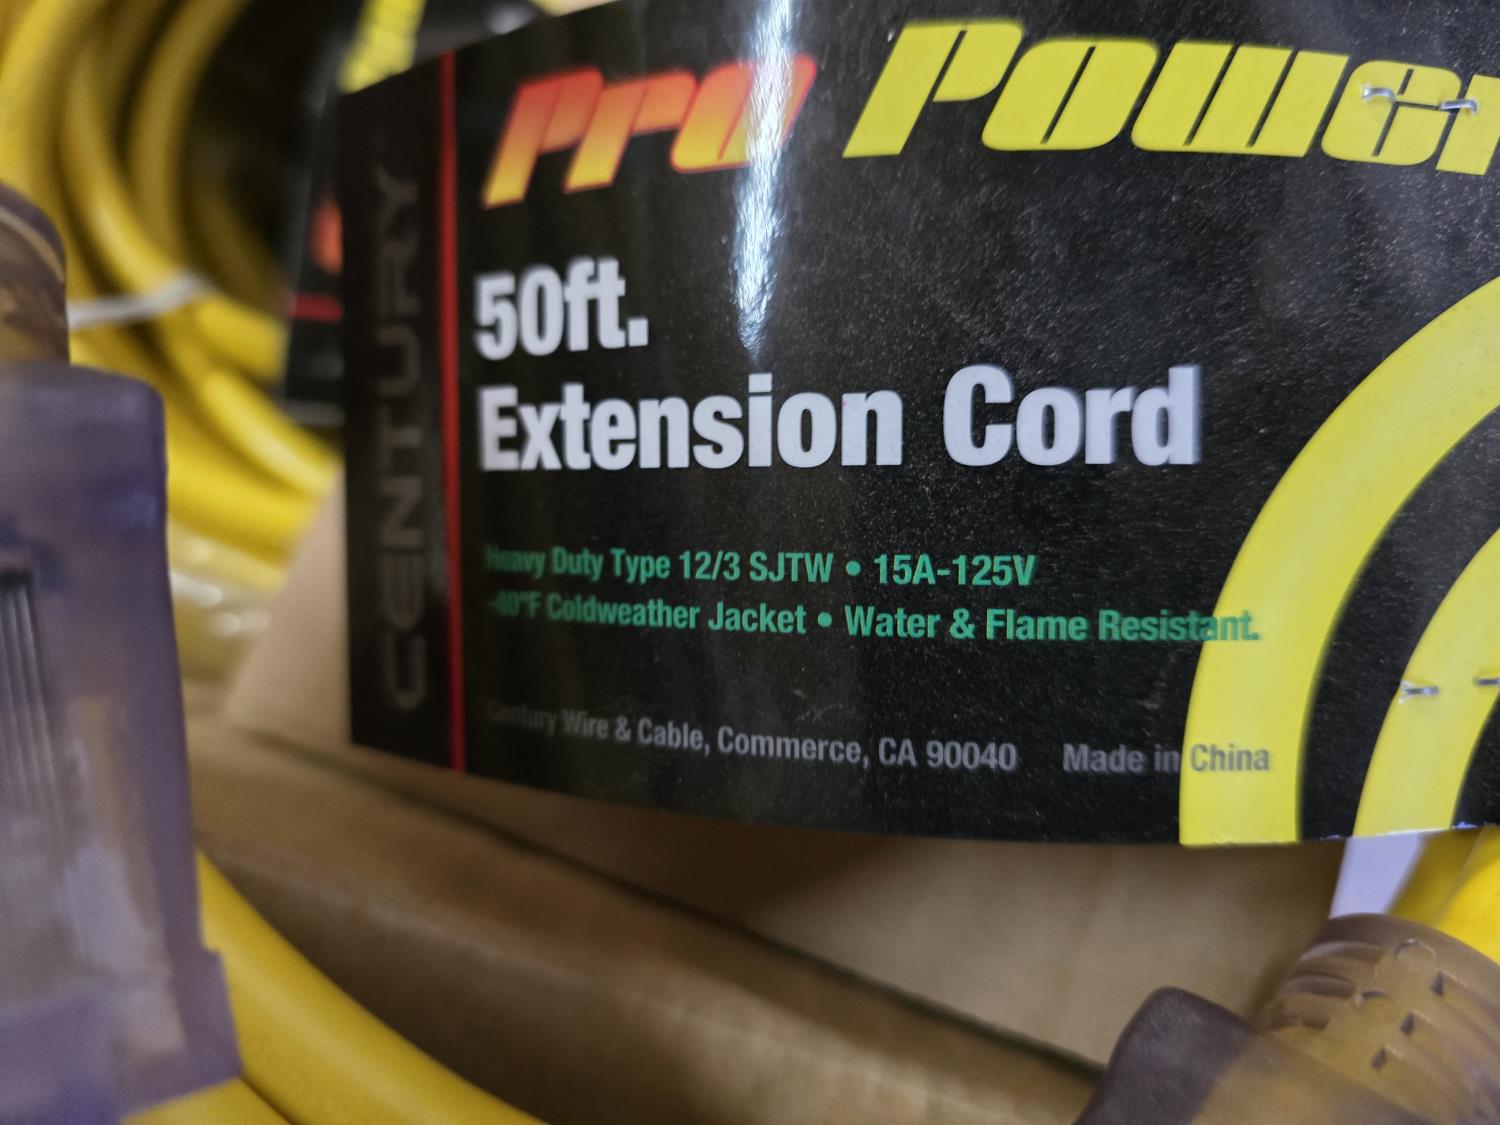 CENTURY
Pro Power
50ft.
Extension Cord
Heavy Duty Type 12/3 SJTW • 15A-125V
-40°F Coldweather Jacket • Water & Flame Resistant.
Century Wire & Cable, Commerce, CA 90040 Made in China